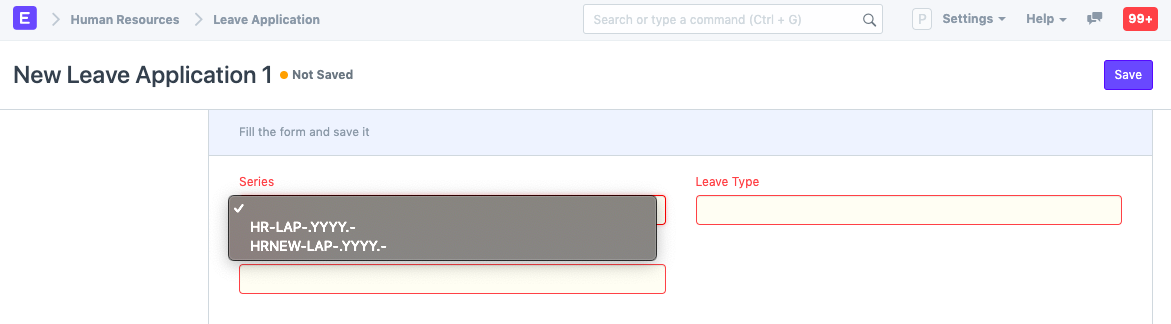 E Human Resources Leave Application Search or type a command (Ctrl + G) P Settings Help 99+
New Leave Application 1 Not Saved Save
Fill the form and save it
Series Leave Type
HR-LAP-.YYYY.-
HRNEW-LAP-.YYYY.-